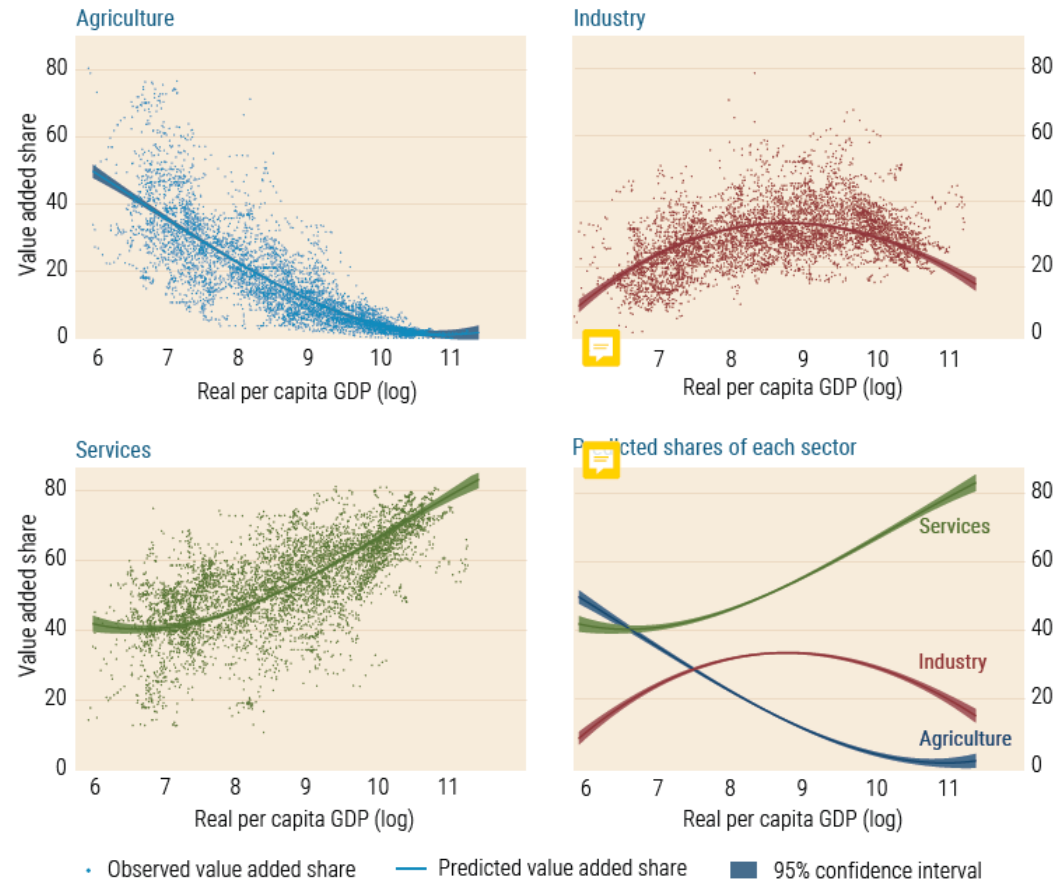 Agriculture
Industry
Value added share
80
60
40
20
0
6 7 8 9 10 11
Real per capita GDP (log)
80
60
40
20
0
7 8 9 10 11
Real per capita GDP (log)
Services
Predicted shares of each sector
Value added share
80
60
40
20
0
6 7 8 9 10 11
Real per capita GDP (log)
Services
Industry
Agriculture
80
60
40
20
0
6 7 8 9 10 11
Real per capita GDP (log)
Observed value added share
Predicted value added share
95% confidence interval